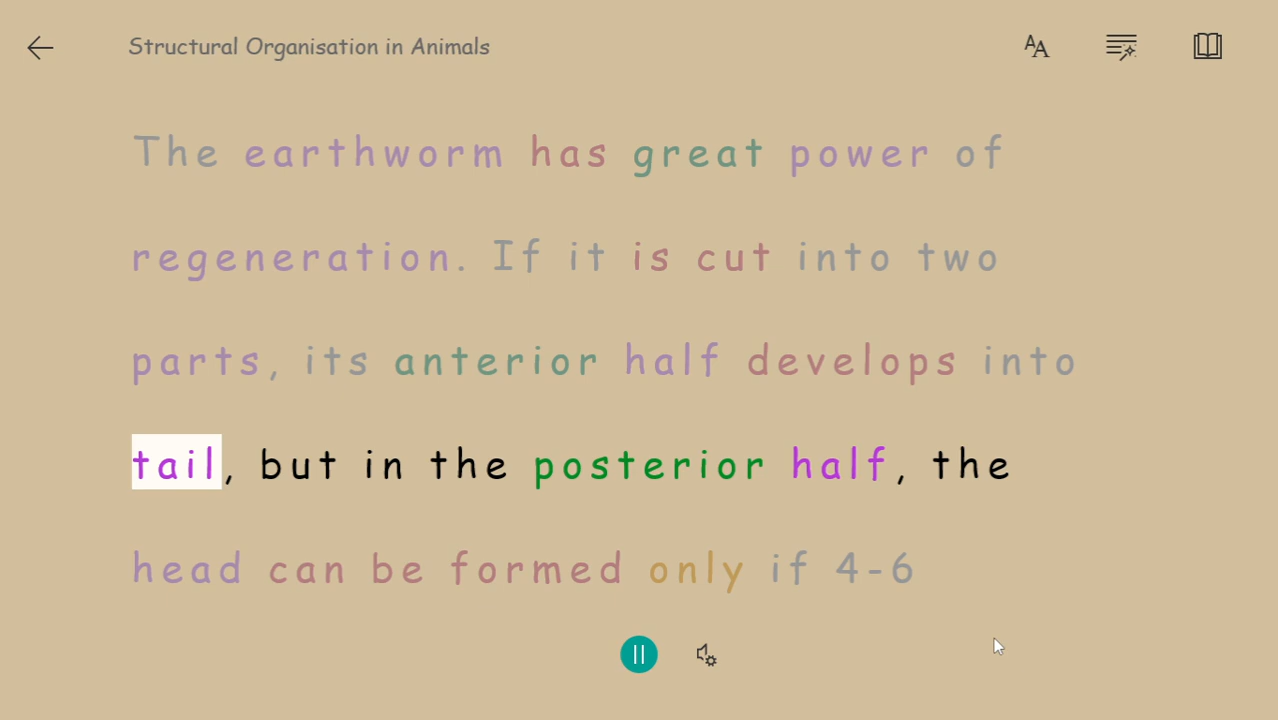 Structural Organisation in Animals
The earthworm has great power of
regeneration. If it is cut into two
parts, its anterior half develops into
tail, but in the posterior half, the
head can be formed only if 4-6